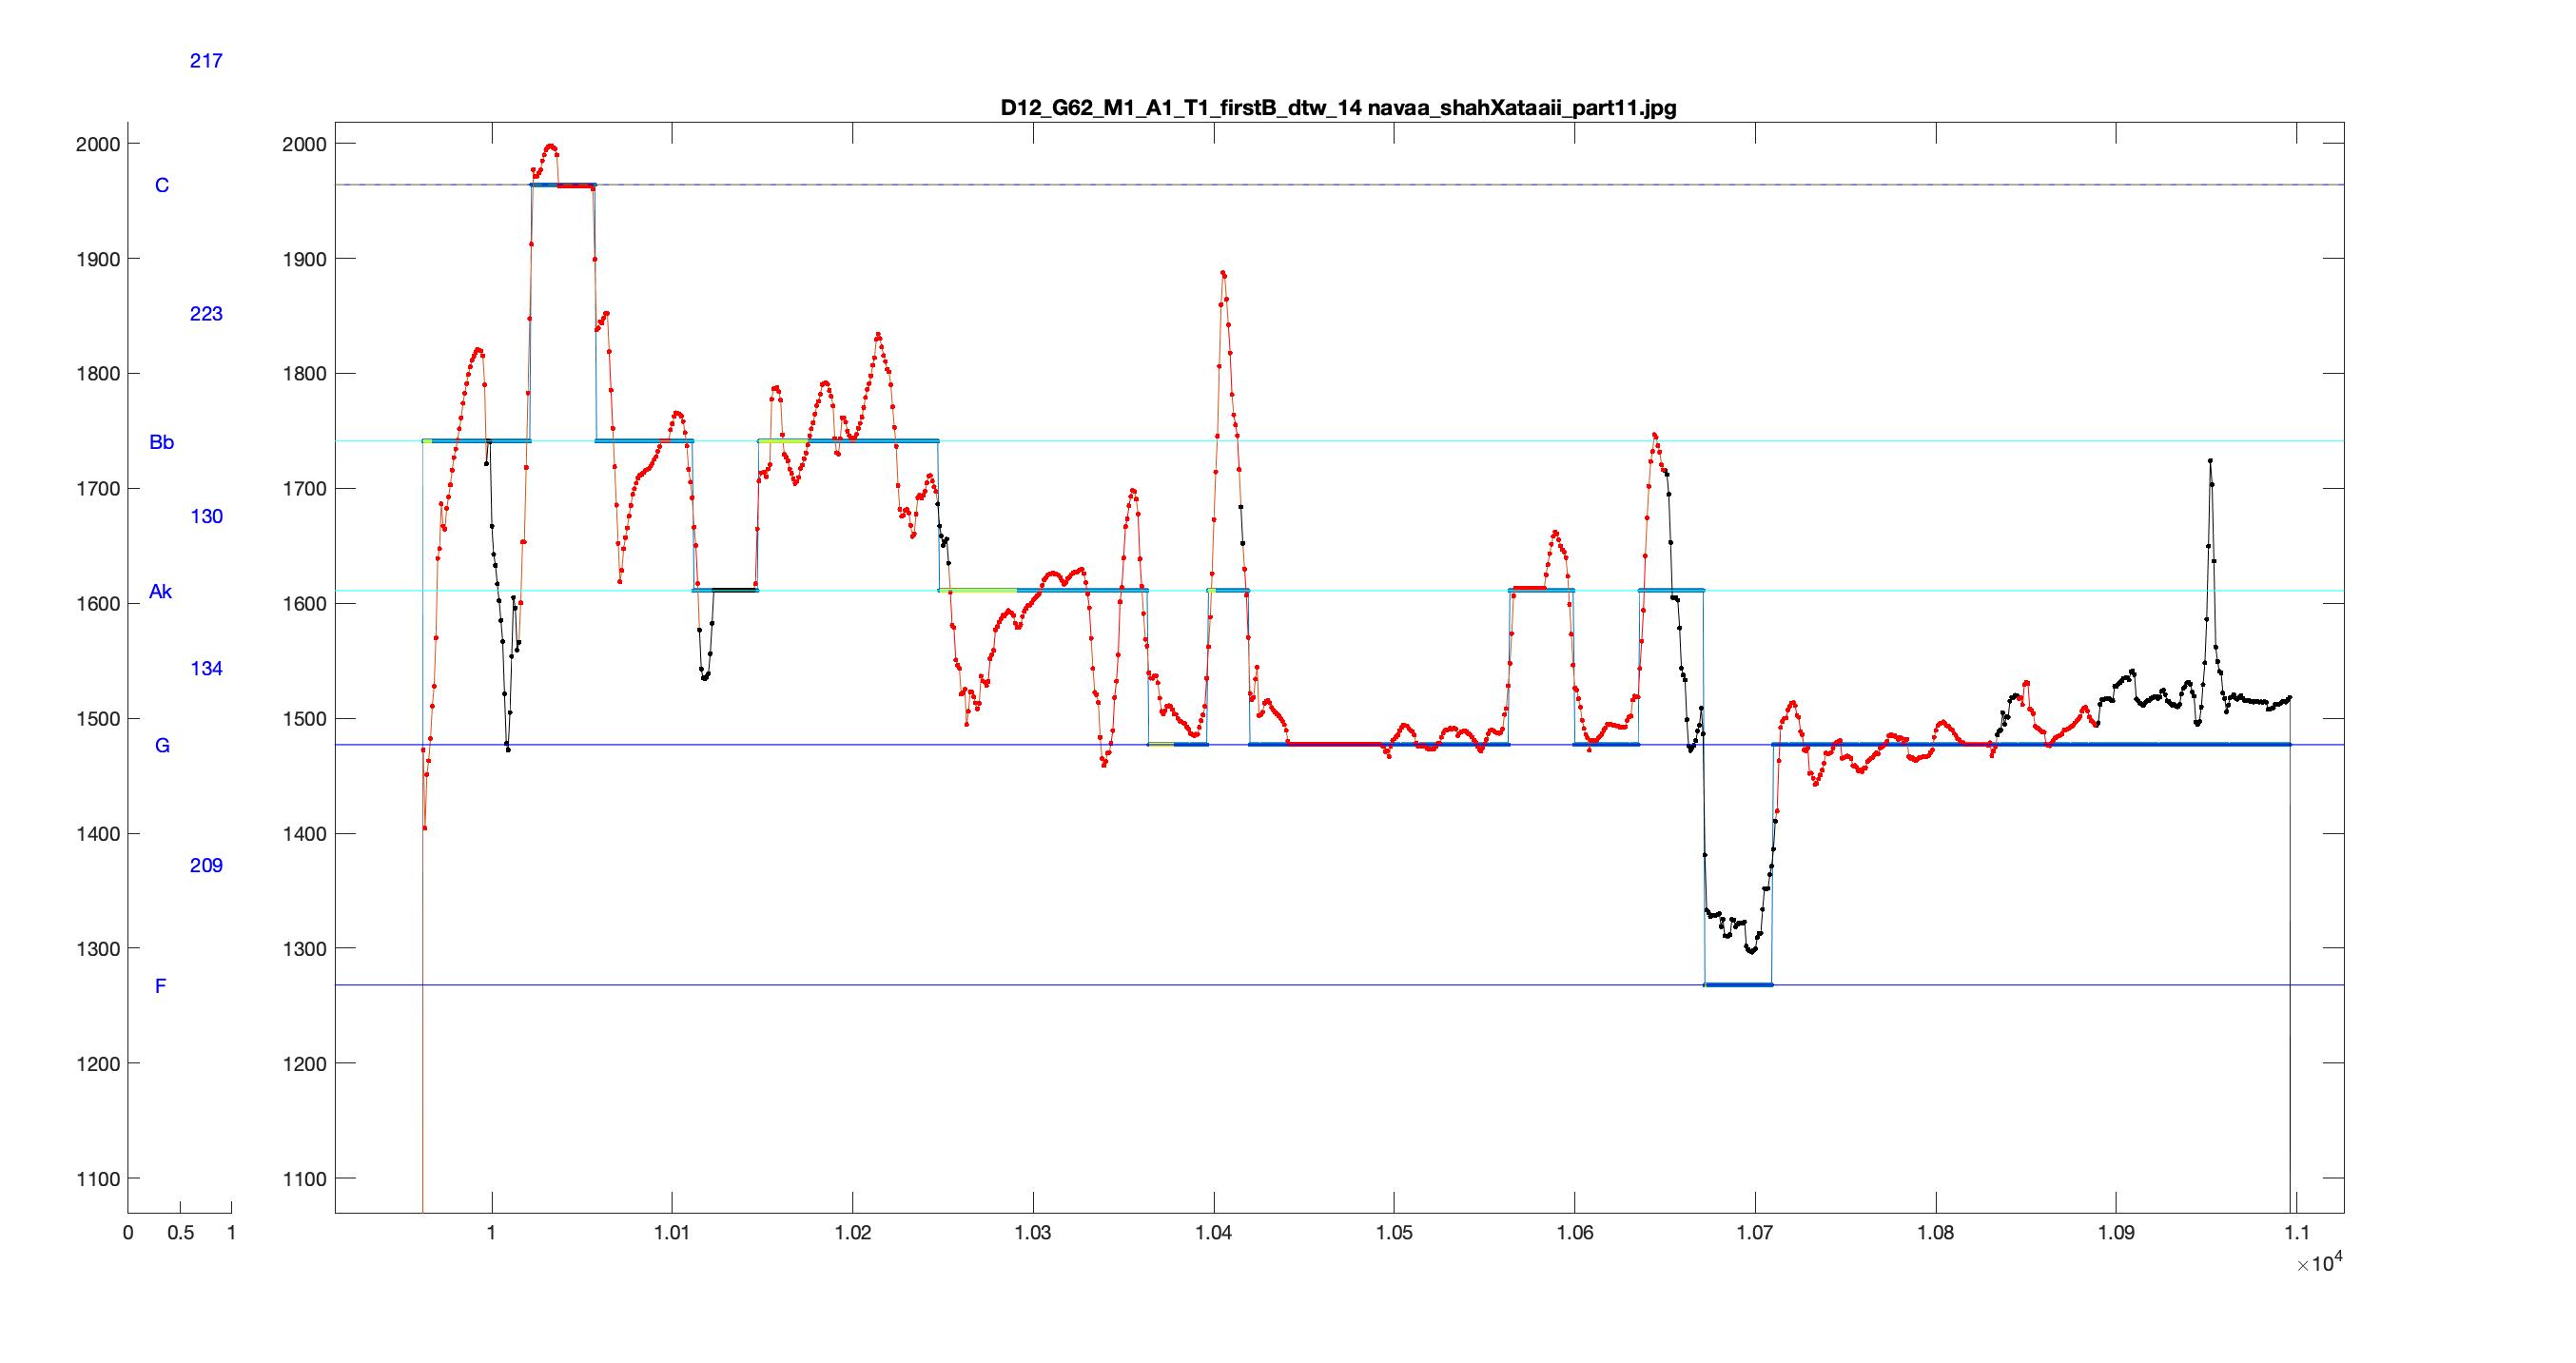 217
D12_G62_M1_A1_T1_firstB_dtw_14 navaa_shahXataaii_part11.jpg
2000 2000
C
1900 1900
223
1800 1800
Bb
1700 1700
130
Ak
1600 1600
134
1500 1500
G
1400 1400
209
1300 1300
F
1200 1200
1100 1100
0 0.5 1 1 1.01 1.02 1.03 1.04 1.05 1.06 1.07 1.08 1.09 1.1
×10⁴